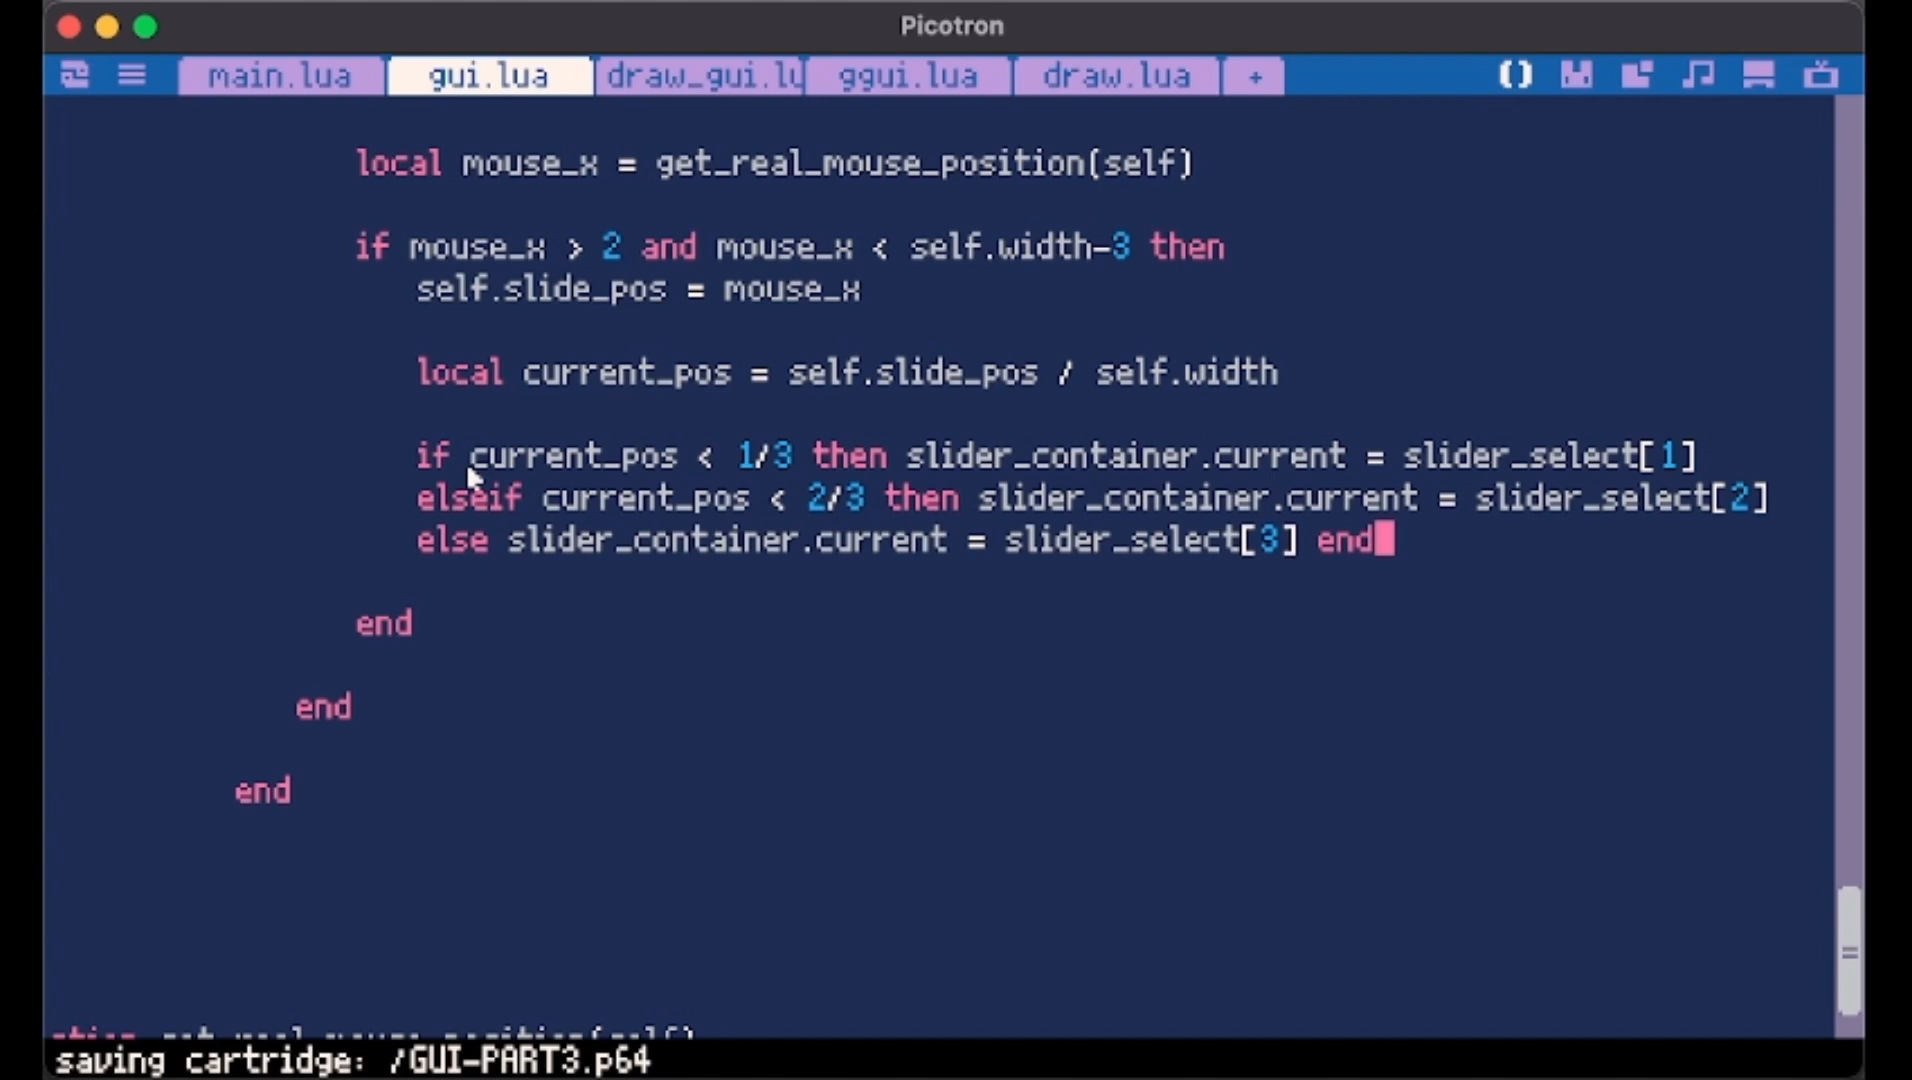 Picotron
main.lua
gui.lua
draw_gui.lu
ggui.lua
draw.lua
+
local mouse_x = get_real_mouse_position(self)
if mouse_x > 2 and mouse_x < self.width-3 then
self.slide_pos = mouse_x
local current_pos = self.slide_pos / self.width
if current_pos < 1/3 then slider_container.current = slider_select[1]
elseif current_pos < 2/3 then slider_container.current = slider_select[2]
else slider_container.current = slider_select[3] end
end
end
end
saving cartridge: /GUI-PART3.p64